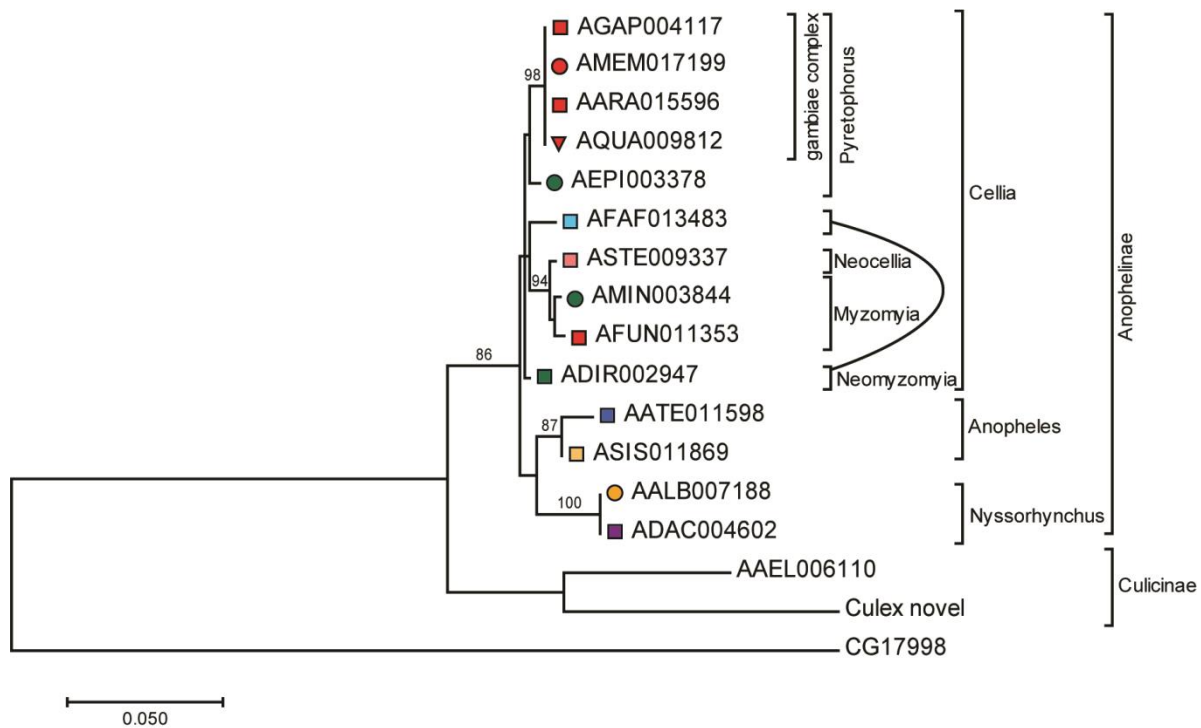 AGAP004117
98
AMEM017199
AARA015596
AQUA009812
AEPI003378
AFAF013483
ASTE009337
94
AMIN003844
AFUN011353
86
ADIR002947
AATE011598
87
ASIS011869
AALB007188
100
ADAC004602
AAEL006110
Culex novel
CG17998
gambiae complex
Pyretophorus
Neocellia
Myzomyia
Neomyzomyia
Cellia
Anopheles
Nyssorhynchus
Anophelinae
Culicinae
0.050